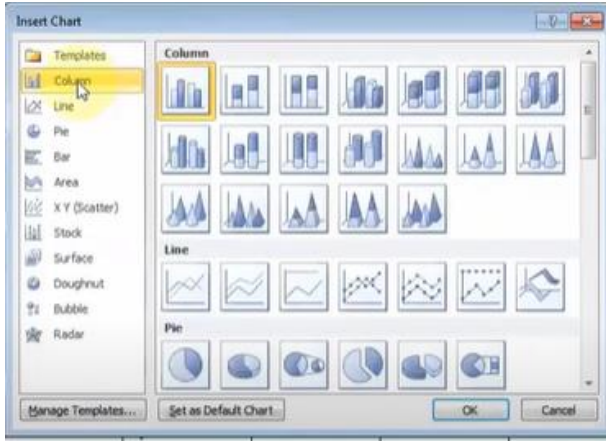 Insert Chart
Templates
Column
Line
Pie
Bar
Area
X Y (Scatter)
Stock
Surface
Doughnut
Bubble
Radar
Column
Line
Pie
Manage Templates...
Set as Default Chart
OK
Cancel